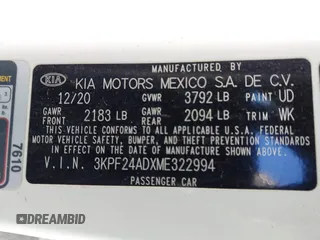 MANUFACTURED BY
KIA KIA MOTORS MEXICO S.A. DE C.V.
12/20 GVWR 3792 LB PAINT UD
GAWR FRONT 2183 LB GAWR REAR 2094 LB TRIM WK
THIS VEHICLE CONFORMS TO ALL APPLICABLE U.S. FEDERAL MOTOR VEHICLE SAFETY, BUMPER, AND THEFT PREVENTION STANDARDS IN EFFECT ON THE DATE OF MANUFACTURE SHOWN ABOVE.
V.I.N. 3KPF24ADXME322994
PASSENGER CAR
7610
DREAMBID